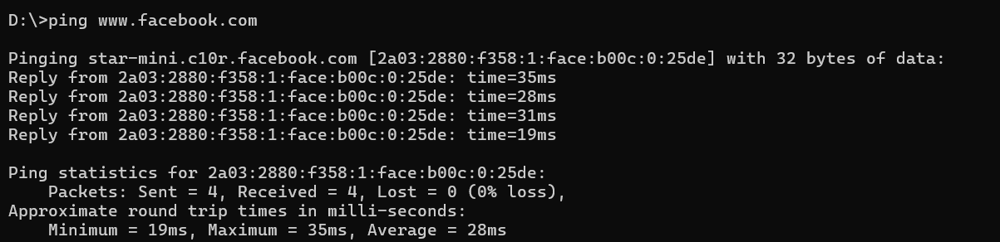 D:\>ping www.facebook.com
Pinging star-mini.c10r.facebook.com [2a03:2880:f358:1:face:b00c:0:25de] with 32 bytes of data:
Reply from 2a03:2880:f358:1:face:b00c:0:25de: time=35ms
Reply from 2a03:2880:f358:1:face:b00c:0:25de: time=28ms
Reply from 2a03:2880:f358:1:face:b00c:0:25de: time=31ms
Reply from 2a03:2880:f358:1:face:b00c:0:25de: time=19ms
Ping statistics for 2a03:2880:f358:1:face:b00c:0:25de:
    Packets: Sent = 4, Received = 4, Lost = 0 (0% loss),
Approximate round trip times in milli-seconds:
    Minimum = 19ms, Maximum = 35ms, Average = 28ms